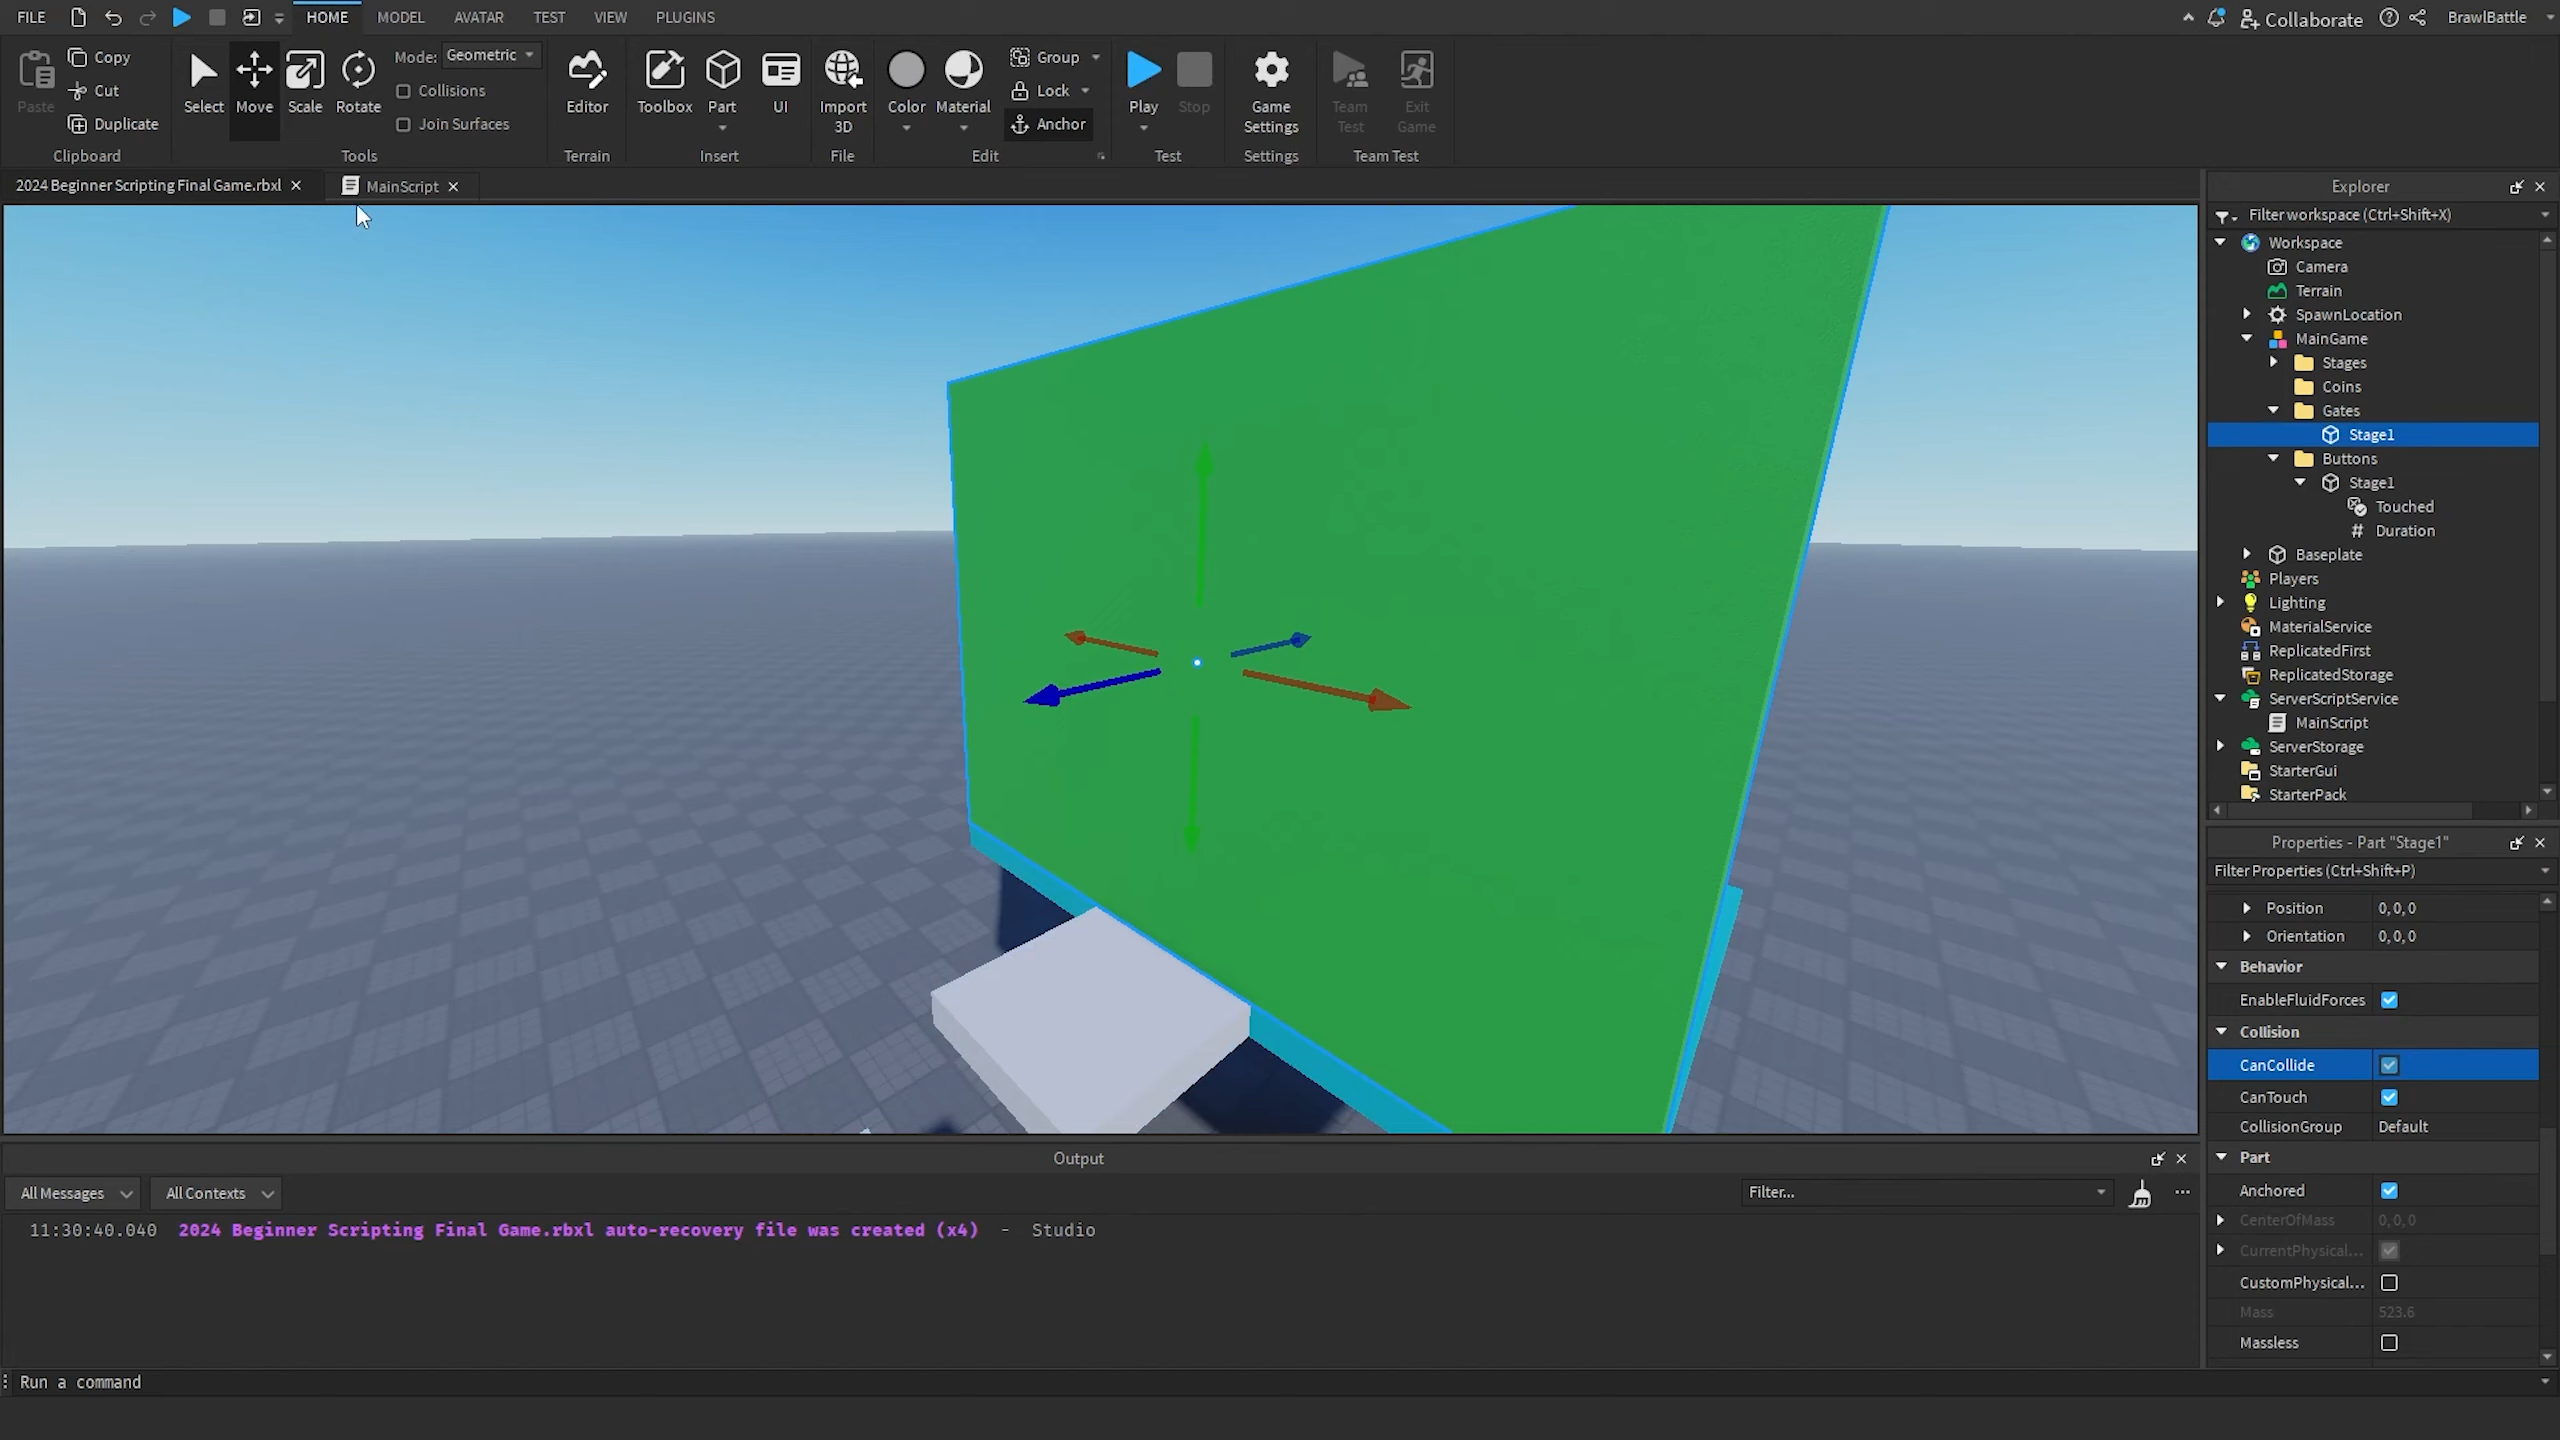 FILE HOME MODEL AVATAR TEST VIEW PLUGINS Collaborate BrawlBattle
Paste Copy Cut Duplicate Clipboard
Select Move Scale Rotate Mode: Geometric Collisions Join Surfaces Tools
Editor Terrain
Toolbox Part UI Insert
Import 3D File
Color Material Group Lock Anchor Edit
Play Stop Test
Game Settings Settings
Team Test Exit Game Team Test
2024 Beginner Scripting Final Game.rbxl MainScript
Explorer
Filter workspace (Ctrl+Shift+X)
Workspace
Camera
Terrain
SpawnLocation
MainGame
Stages
Coins
Gates
Stage1
Buttons
Stage1
Touched
Duration
Baseplate
Players
Lighting
MaterialService
ReplicatedFirst
ReplicatedStorage
ServerScriptService
MainScript
ServerStorage
StarterGui
StarterPack
Properties - Part "Stage1"
Filter Properties (Ctrl+Shift+P)
Position 0, 0, 0
Orientation 0, 0, 0
Behavior
EnableFluidForces
Collision
CanCollide
CanTouch
CollisionGroup Default
Part
Anchored
CenterOfMass 0, 0, 0
CurrentPhysical...
CustomPhysical...
Mass 523.6
Massless
Output
All Messages All Contexts Filter...
11:30:40.040 2024 Beginner Scripting Final Game.rbxl auto-recovery file was created (x4) - Studio
Run a command